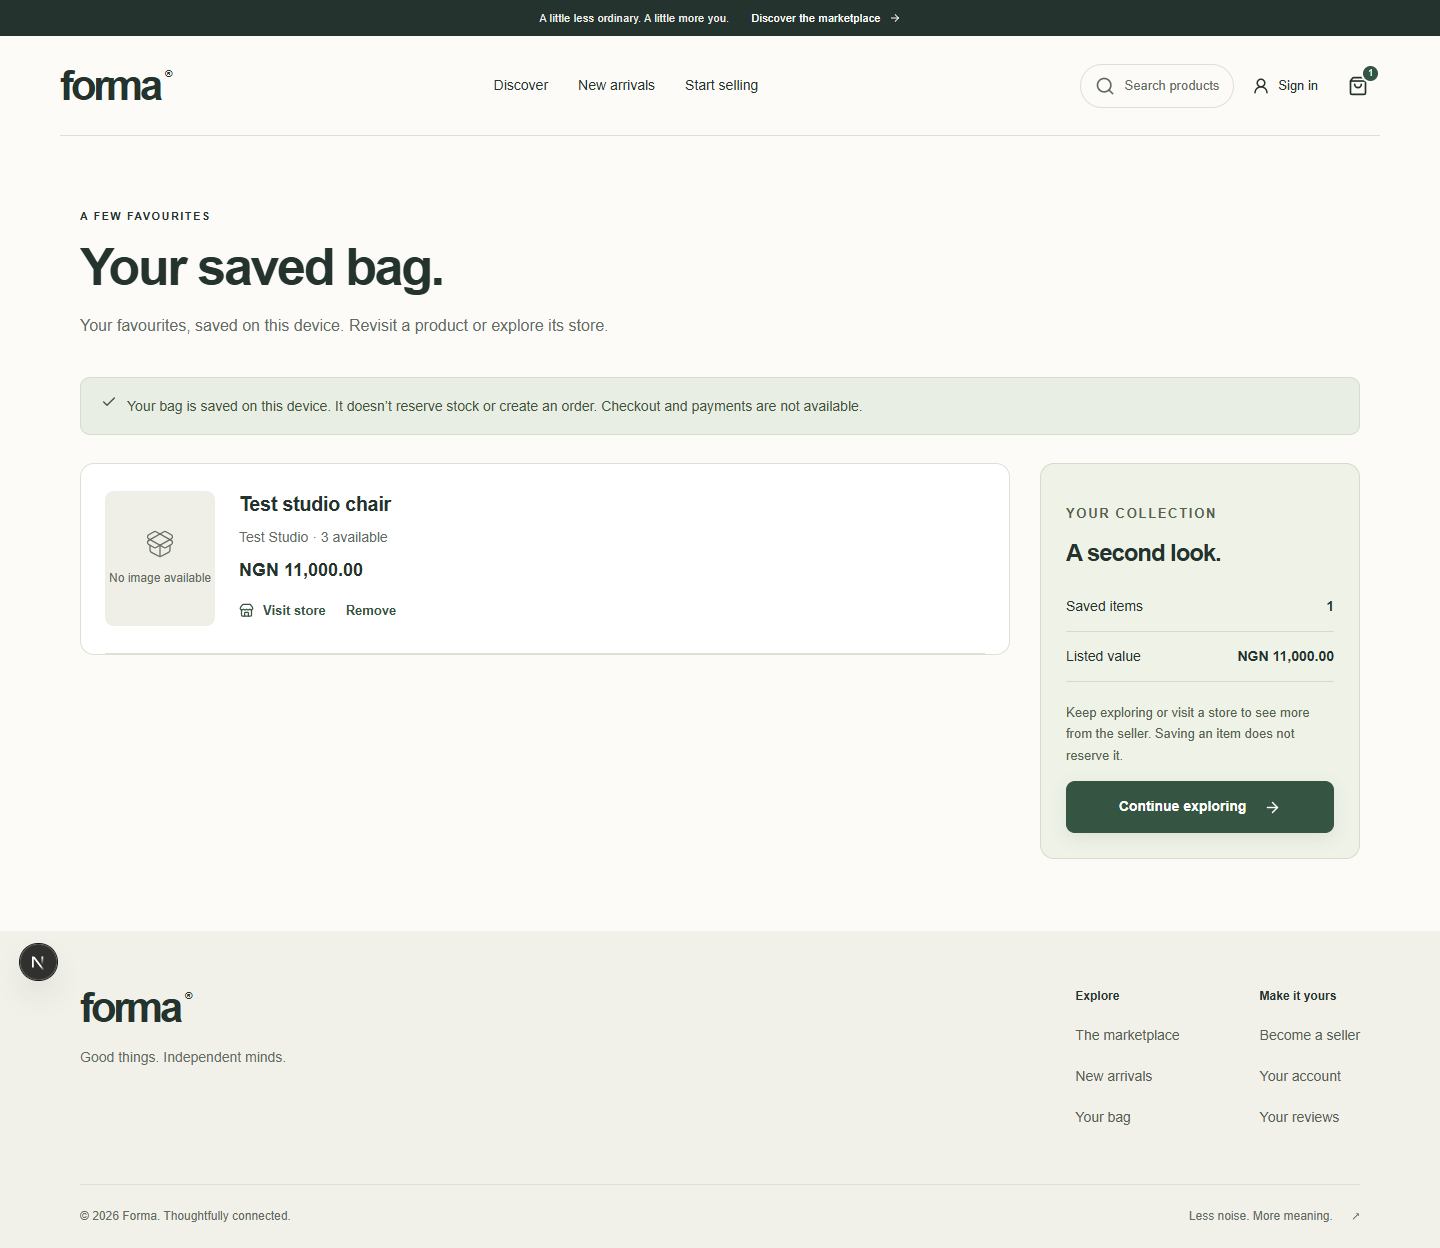 A little less ordinary. A little more you. Discover the marketplace →
forma®
Discover New arrivals Start selling
Search products
Sign in
1
A FEW FAVOURITES
Your saved bag.
Your favourites, saved on this device. Revisit a product or explore its store.
Your bag is saved on this device. It doesn’t reserve stock or create an order. Checkout and payments are not available.
No image available
Test studio chair
Test Studio · 3 available
NGN 11,000.00
Visit store Remove
YOUR COLLECTION
A second look.
Saved items 1
Listed value NGN 11,000.00
Keep exploring or visit a store to see more
from the seller. Saving an item does not
reserve it.
Continue exploring →
N
forma®
Good things. Independent minds.
Explore
The marketplace
New arrivals
Your bag
Make it yours
Become a seller
Your account
Your reviews
© 2026 Forma. Thoughtfully connected.
Less noise. More meaning. ↗